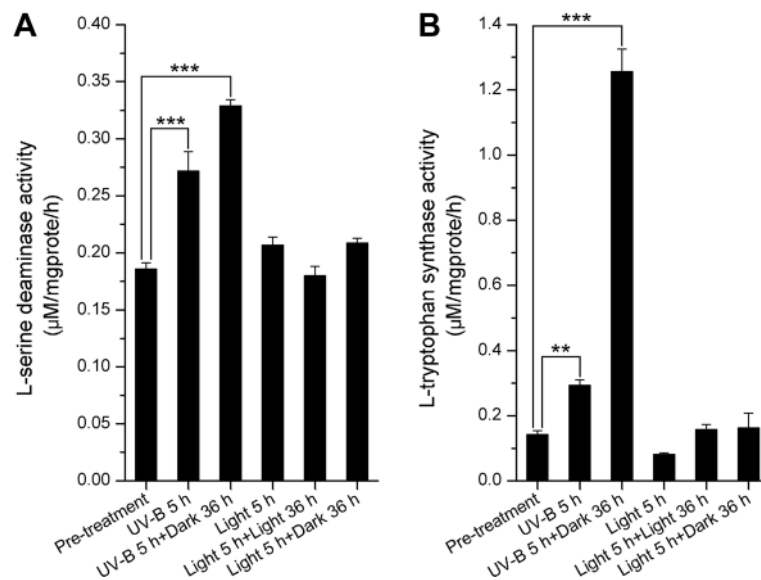 A
L-serine deaminase activity
(µM/mgprote/h)
0.40
0.35
0.30
0.25
0.20
0.15
0.10
0.05
0.00
***
***
Pre-treatment
UV-B 5 h
UV-B 5 h+Dark 36 h
Light 5 h
Light 5 h+Light 36 h
Light 5 h+Dark 36 h
B
L-tryptophan synthase activity
(µM/mgprote/h)
1.4
1.2
1.0
0.8
0.6
0.4
0.2
0.0
***
**
Pre-treatment
UV-B 5 h
UV-B 5 h+Dark 36 h
Light 5 h
Light 5 h+Light 36 h
Light 5 h+Dark 36 h